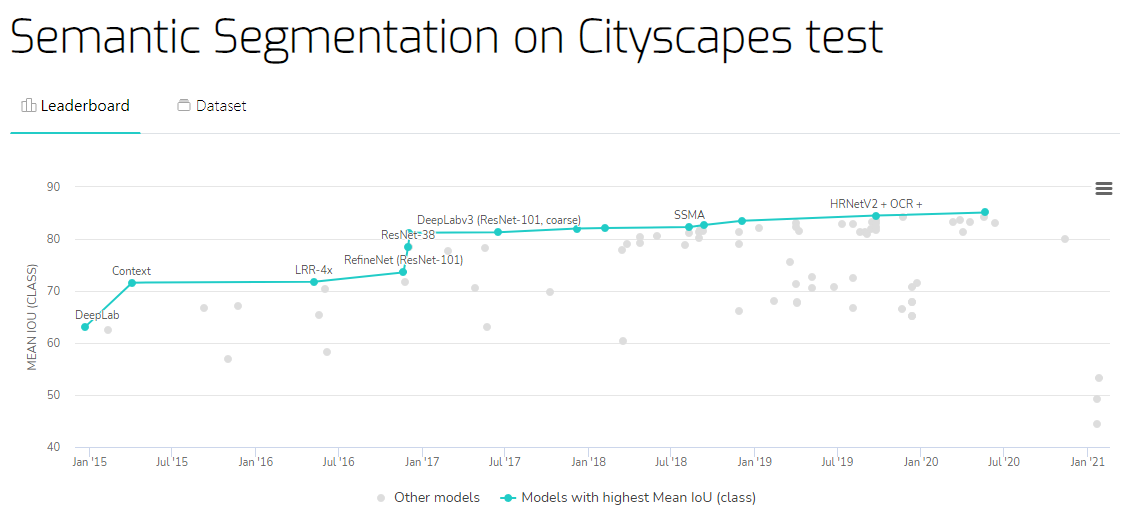 Semantic Segmentation on Cityscapes test
Leaderboard
Dataset
90
80
70
60
50
40
MEAN IOU (CLASS)
DeepLab
Context
LRR-4x
RefineNet (ResNet-101)
ResNet-38
DeepLabv3 (ResNet-101, coarse)
SSMA
HRNetV2 + OCR +
Jan '15
Jul '15
Jan '16
Jul '16
Jan '17
Jul '17
Jan '18
Jul '18
Jan '19
Jul '19
Jan '20
Jul '20
Jan '21
Other models
Models with highest Mean IoU (class)